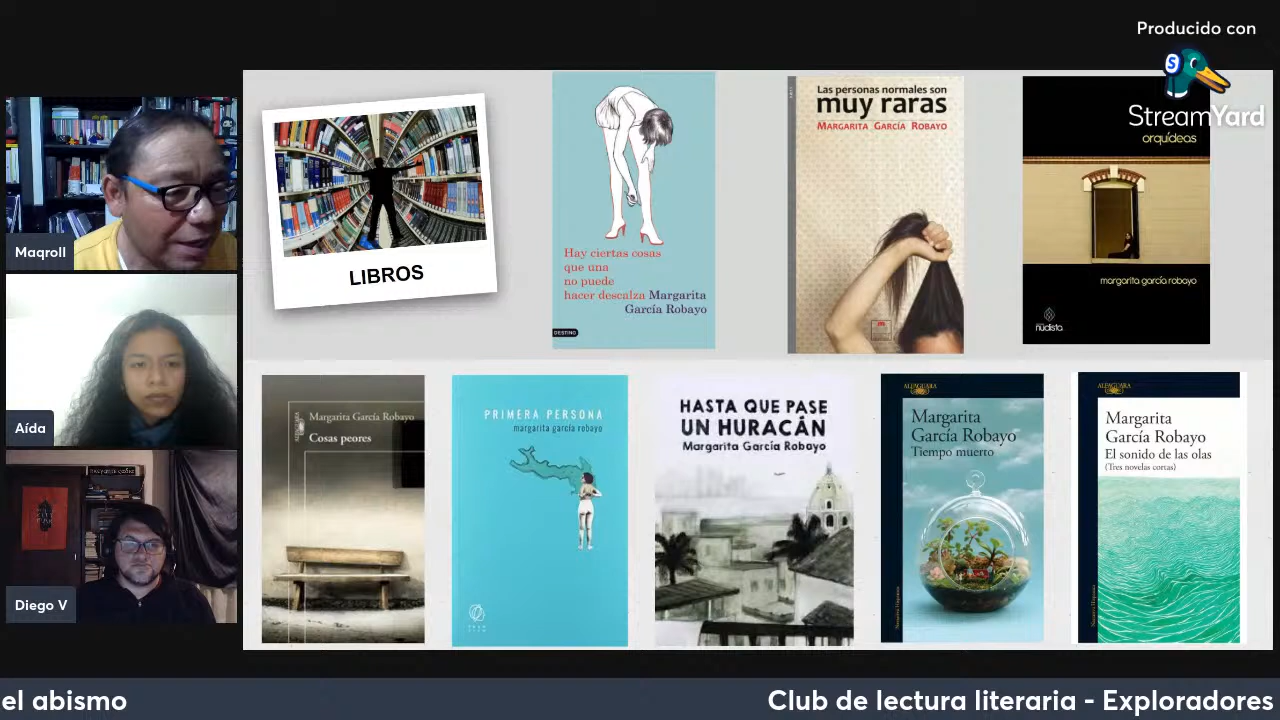 Producido con
StreamYard
Maqroll
Aída
Diego V
LIBROS
Hay ciertas cosas
que una
no puede
hacer descalza Margarita
García Robayo
DESTINO
Las personas normales son
muy raras
MARGARITA GARCÍA ROBAYO
orquídeas
margarita garcía robayo
nudista
Margarita García Robayo
Cosas peores
PRIMERA PERSONA
margarita garcía robayo
HASTA QUE PASE
UN HURACÁN
Margarita García Robayo
ALFAGUARA
Margarita
García Robayo
Tiempo muerto
ALFAGUARA
Margarita
García Robayo
El sonido de las olas
(Tres novelas cortas)
el abismo
Club de lectura literaria - Exploradores